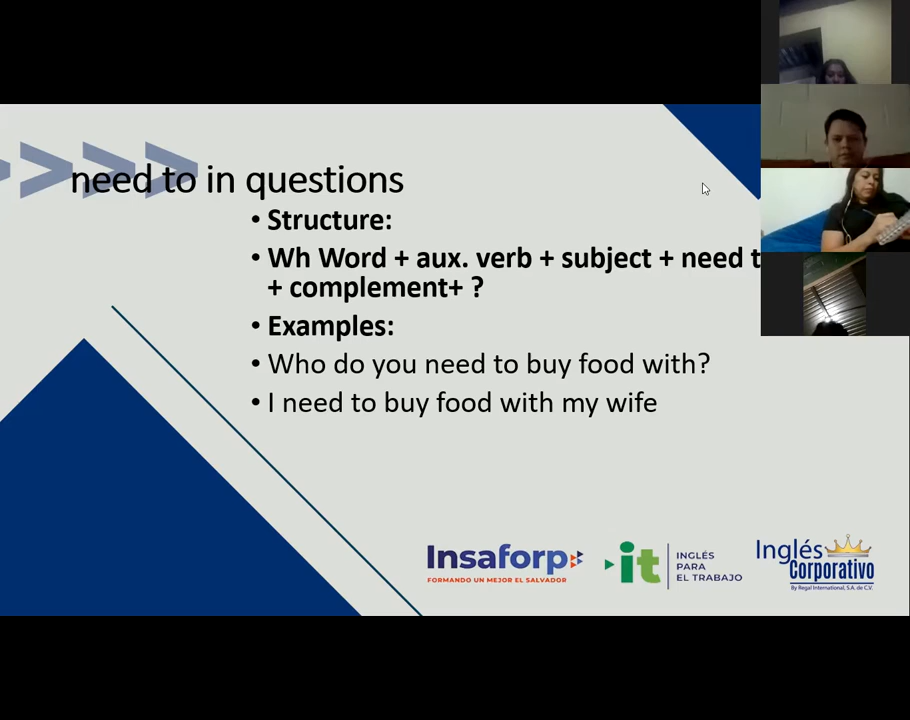 need to in questions
• Structure:
• Wh Word + aux. verb + subject + need
+ complement+ ?
• Examples:
• Who do you need to buy food with?
• I need to buy food with my wife
Insaforp
FORMANDO UN MEJOR EL SALVADOR
it
INGLÉS
PARA
EL TRABAJO
Inglés
Corporativo
By Regal International, S.A. de C.V.